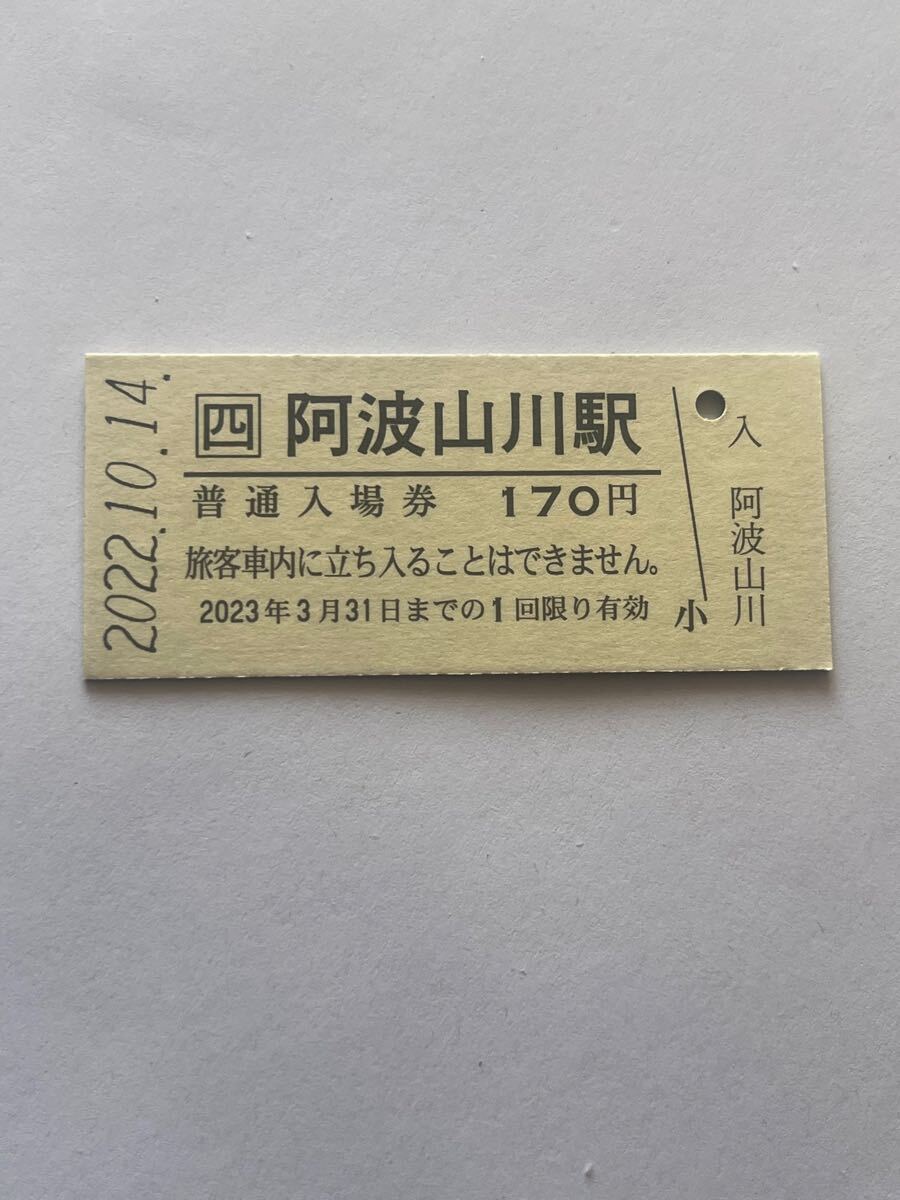 2022.10.14.
四 阿波山川駅
普通入場券 170円
旅客車内に立ち入ることはできません。
2023年3月31日までの1回限り有効
小
入 阿波山川